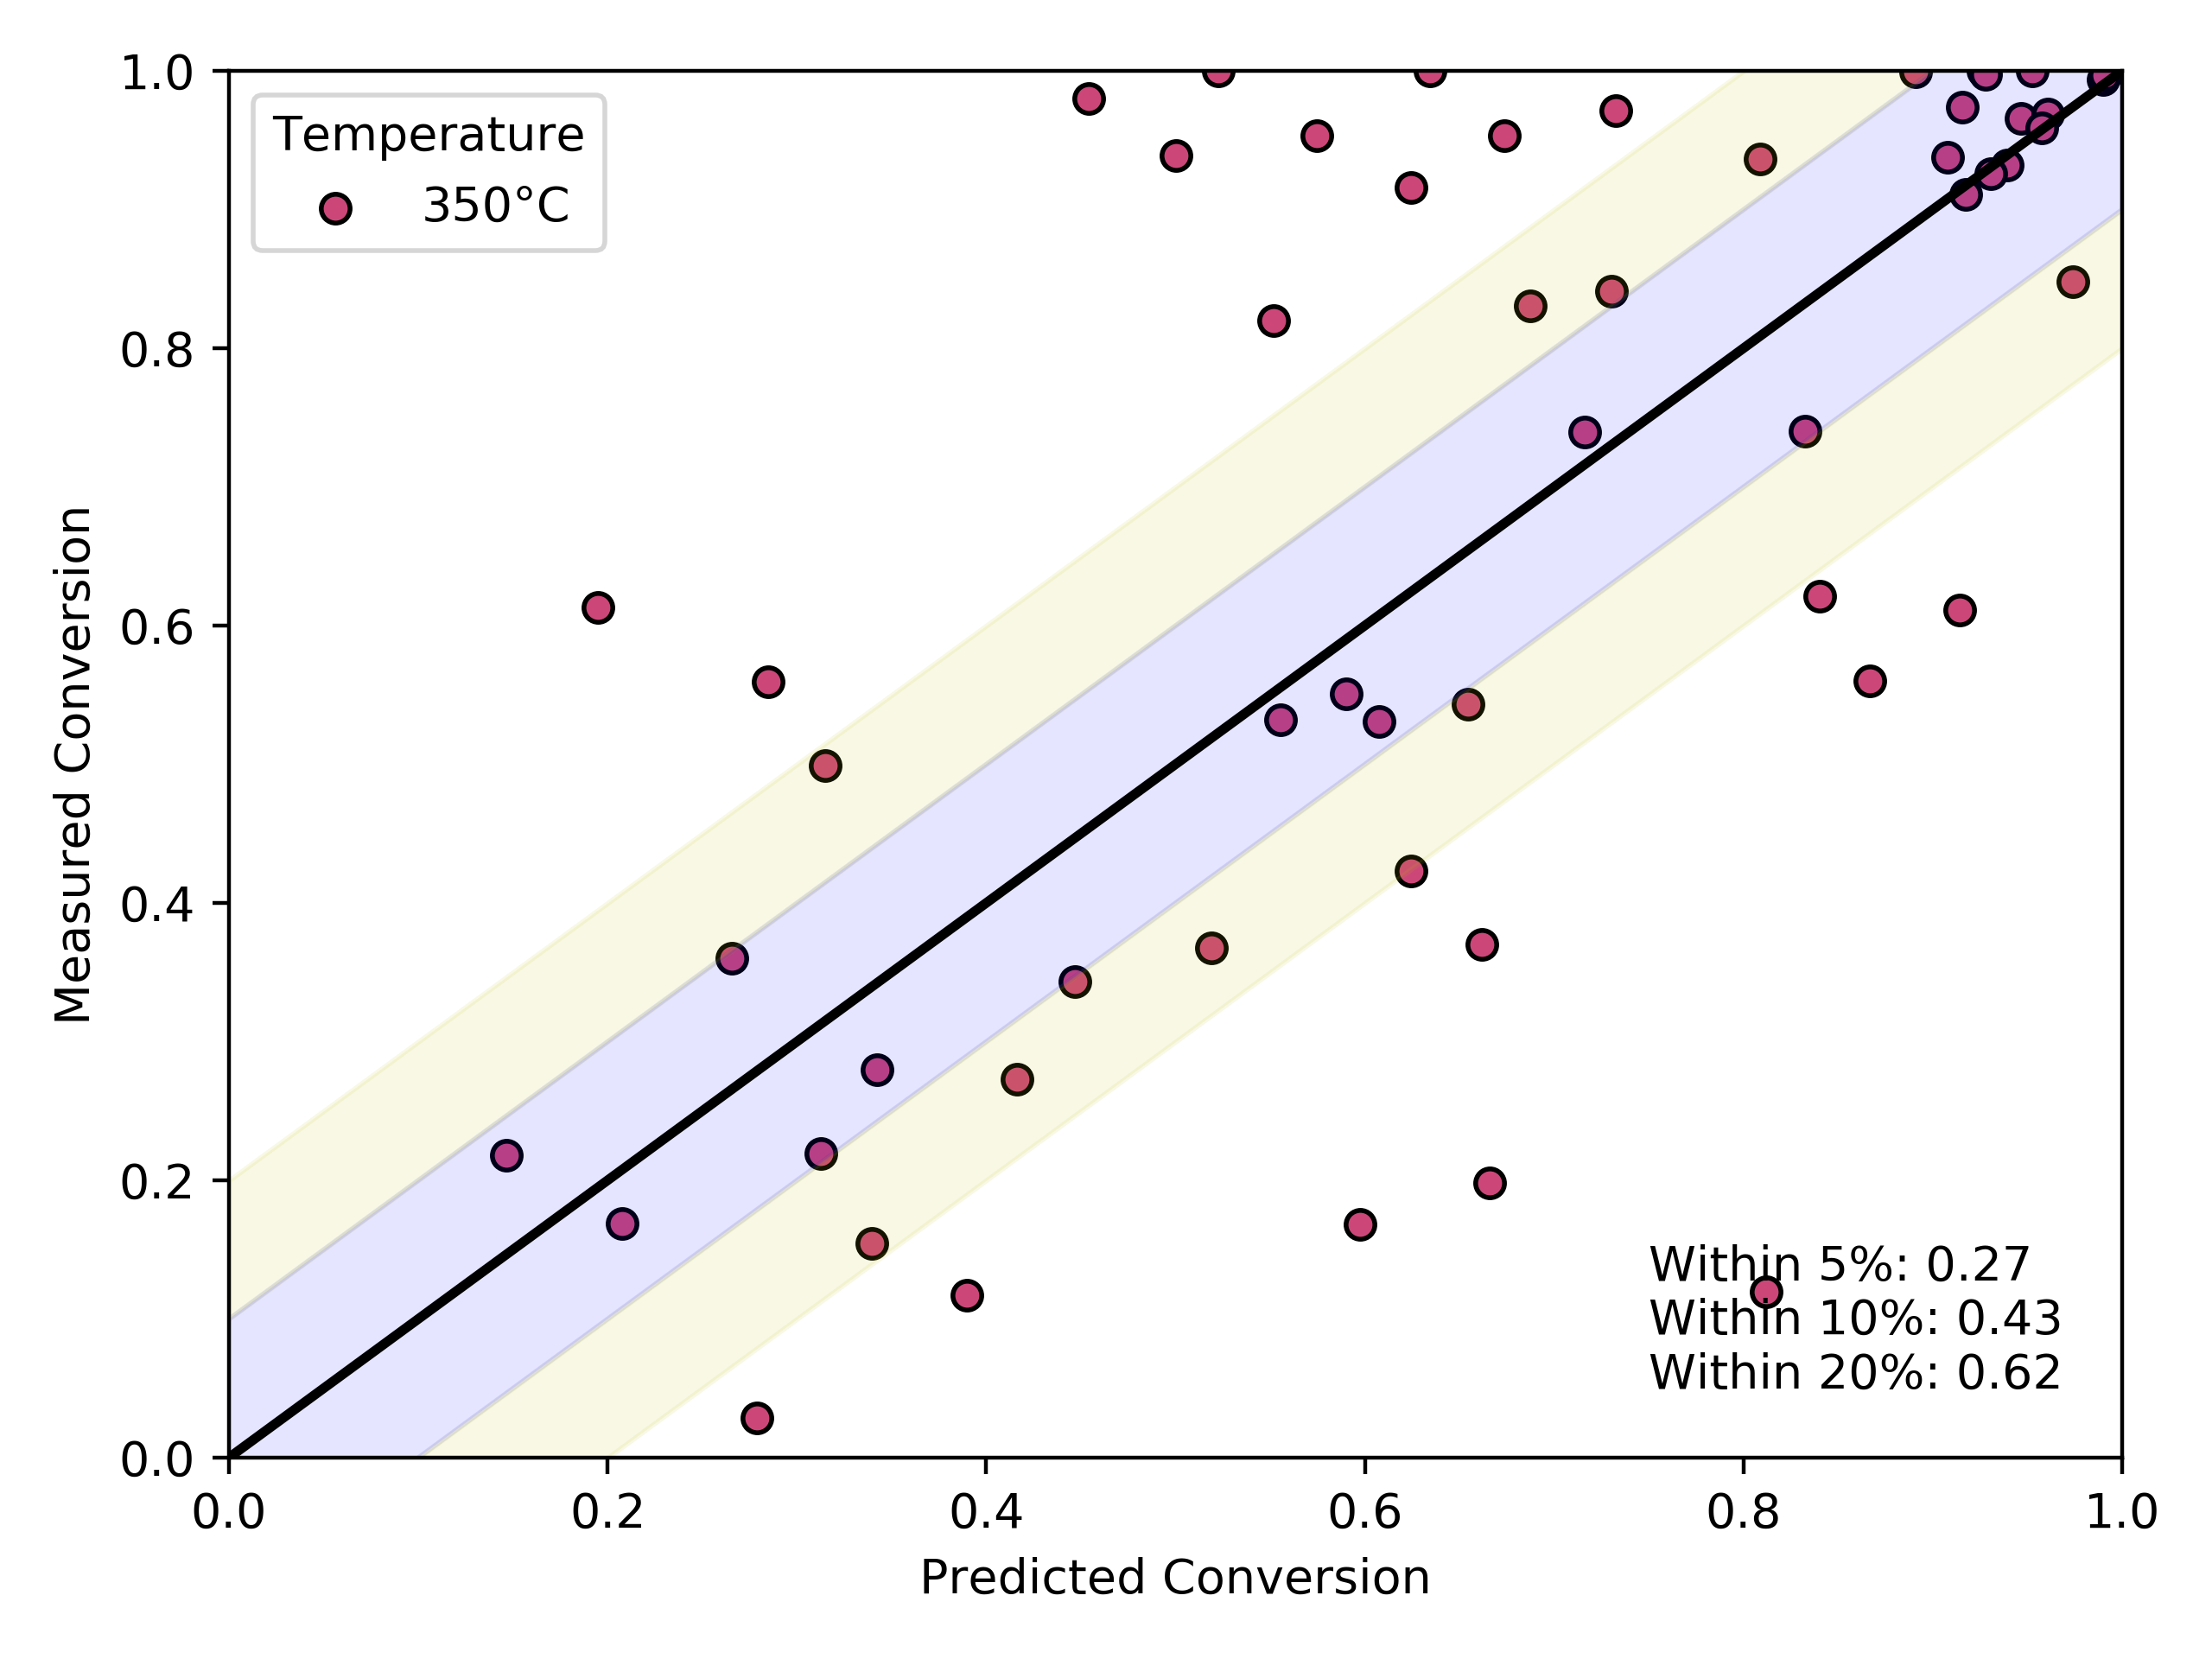 Temperature
350°C
1.0
0.8
0.6
0.4
0.2
0.0
Measured Conversion
Within 5%: 0.27
Within 10%: 0.43
Within 20%: 0.62
0.0 0.2 0.4 0.6 0.8 1.0
Predicted Conversion